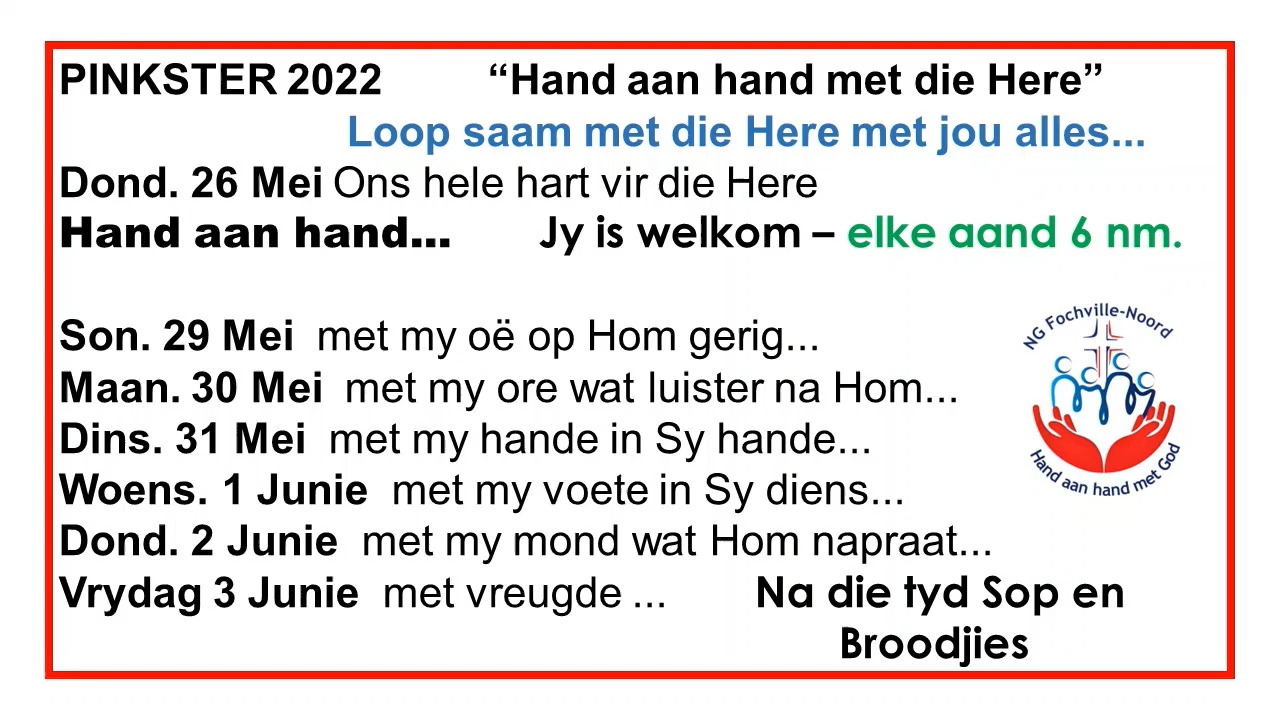 PINKSTER 2022 “Hand aan hand met die Here”
Loop saam met die Here met jou alles...
Dond. 26 Mei Ons hele hart vir die Here
Hand aan hand... Jy is welkom – elke aand 6 nm.
Son. 29 Mei met my oë op Hom gerig...
Maan. 30 Mei met my ore wat luister na Hom...
Dins. 31 Mei met my hande in Sy hande...
Woens. 1 Junie met my voete in Sy diens...
Dond. 2 Junie met my mond wat Hom napraat...
Vrydag 3 Junie met vreugde ... Na die tyd Sop en
Broodjies
NG Fochville-Noord
Hand aan hand met God